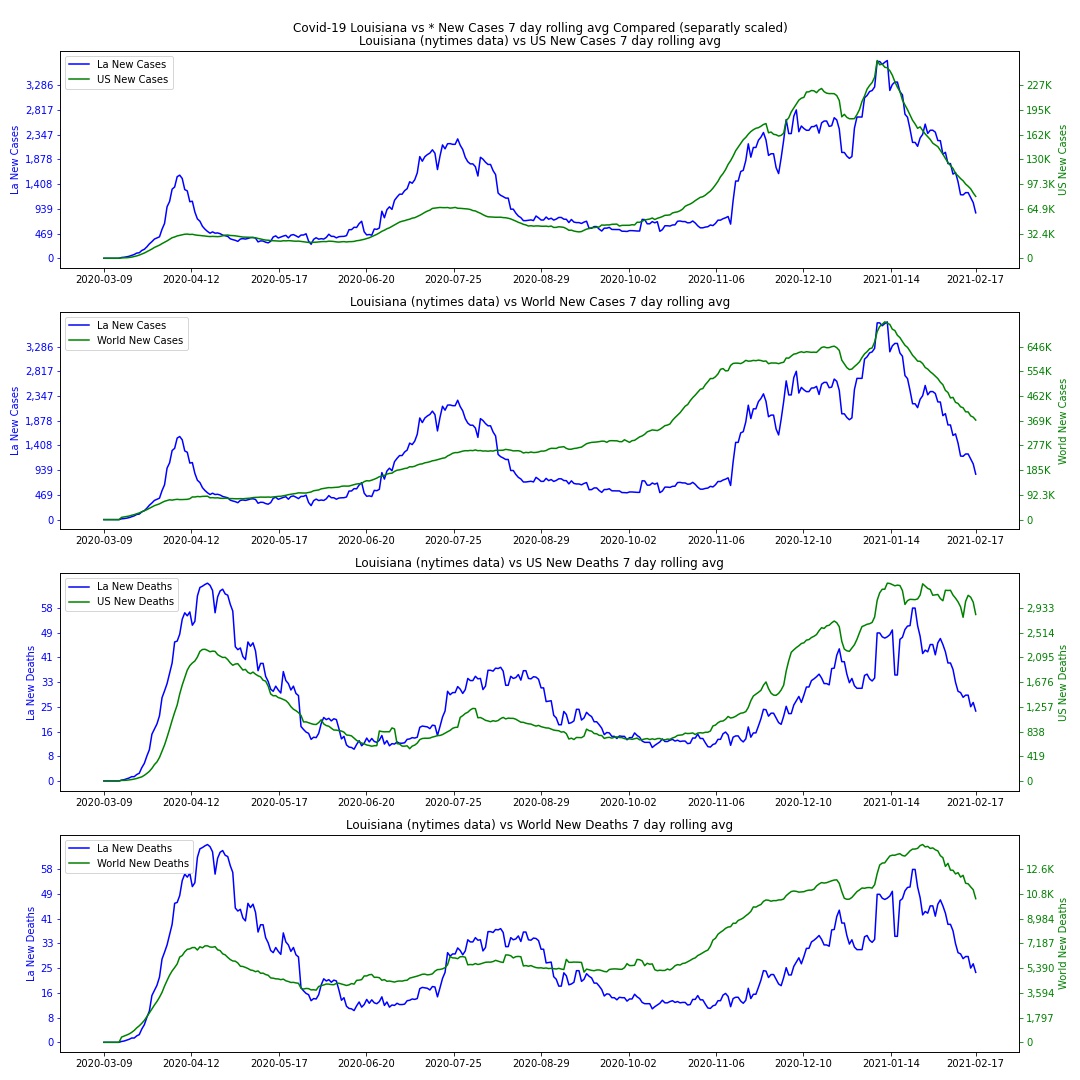 Covid-19 Louisiana vs * New Cases 7 day rolling avg Compared (separatly scaled)
Louisiana (nytimes data) vs US New Cases 7 day rolling avg
La New Cases
US New Cases
3,286
2,817
2,347
1,878
1,408
939
469
0
La New Cases
227K
195K
162K
130K
97.3K
64.9K
32.4K
0
US New Cases
2020-03-09 2020-04-12 2020-05-17 2020-06-20 2020-07-25 2020-08-29 2020-10-02 2020-11-06 2020-12-10 2021-01-14 2021-02-17
Louisiana (nytimes data) vs World New Cases 7 day rolling avg
La New Cases
World New Cases
3,286
2,817
2,347
1,878
1,408
939
469
0
La New Cases
646K
554K
462K
369K
277K
185K
92.3K
0
World New Cases
2020-03-09 2020-04-12 2020-05-17 2020-06-20 2020-07-25 2020-08-29 2020-10-02 2020-11-06 2020-12-10 2021-01-14 2021-02-17
Louisiana (nytimes data) vs US New Deaths 7 day rolling avg
La New Deaths
US New Deaths
58
49
41
33
25
16
8
0
La New Deaths
2,933
2,514
2,095
1,676
1,257
838
419
0
US New Deaths
2020-03-09 2020-04-12 2020-05-17 2020-06-20 2020-07-25 2020-08-29 2020-10-02 2020-11-06 2020-12-10 2021-01-14 2021-02-17
Louisiana (nytimes data) vs World New Deaths 7 day rolling avg
La New Deaths
World New Deaths
58
49
41
33
25
16
8
0
La New Deaths
12.6K
10.8K
8,984
7,187
5,390
3,594
1,797
0
World New Deaths
2020-03-09 2020-04-12 2020-05-17 2020-06-20 2020-07-25 2020-08-29 2020-10-02 2020-11-06 2020-12-10 2021-01-14 2021-02-17